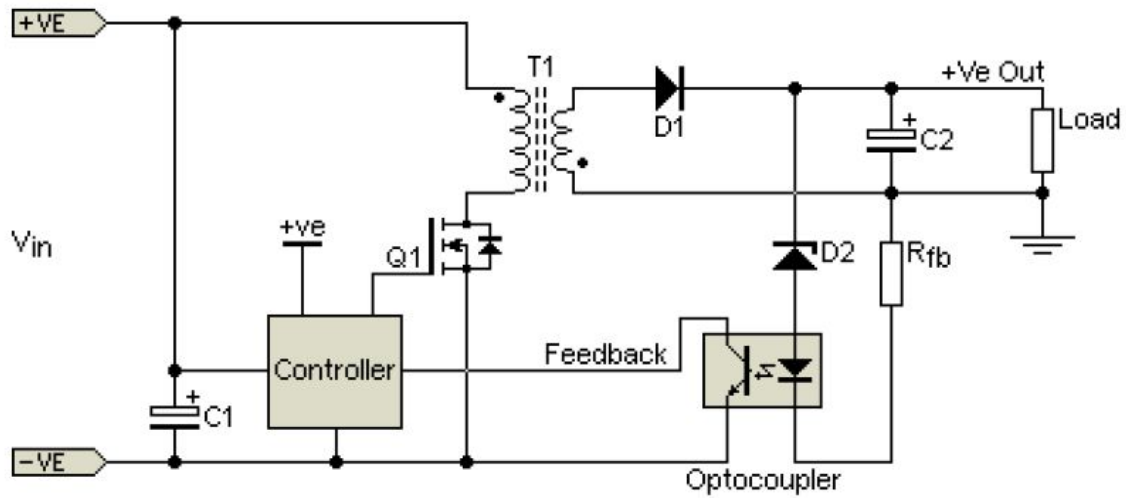 +VE
T1
+Ve Out
D1
+
C2
Load
Vin
+ve
Q1
D2
Rfb
Controller
Feedback
+
C1
-VE
Optocoupler